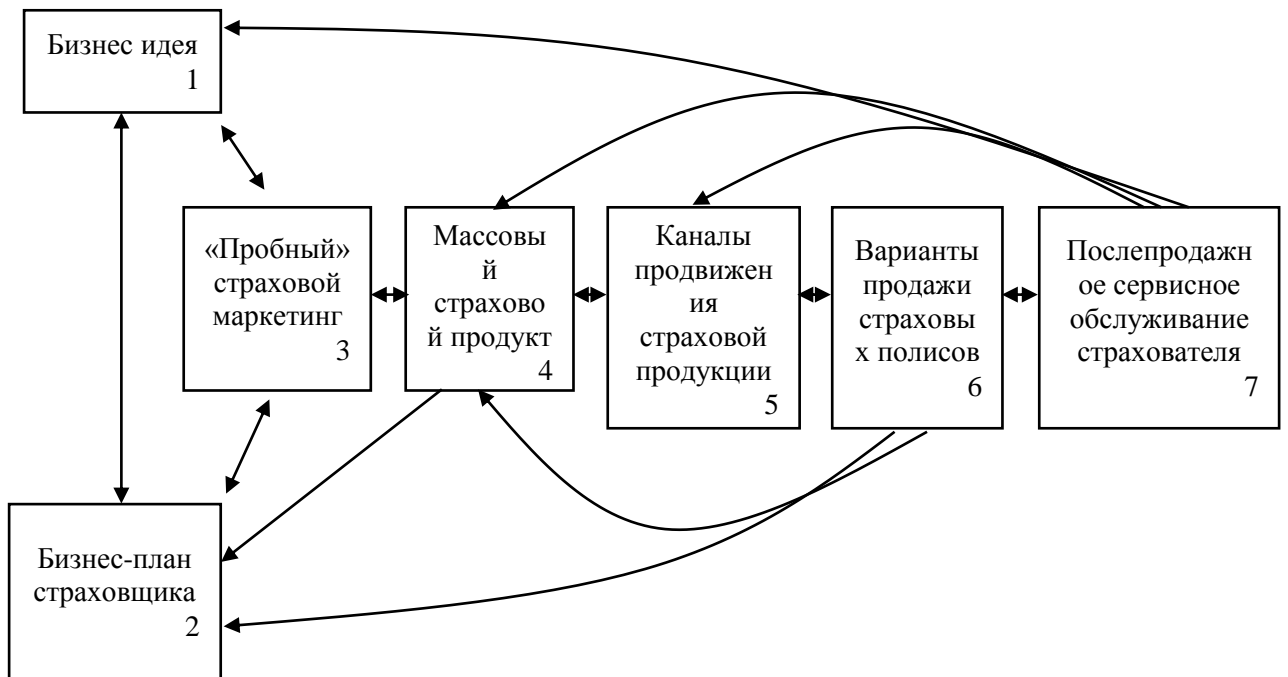 Бизнес идея
1
«Пробный»
страховой
маркетинг
3
Массовы
й
страхово
й продукт
4
Каналы
продвижен
ия
страховой
продукции
5
Варианты
продажи
страховы
х полисов
6
Послепродажн
ое сервисное
обслуживание
страхователя
7
Бизнес-план
страховщика
2